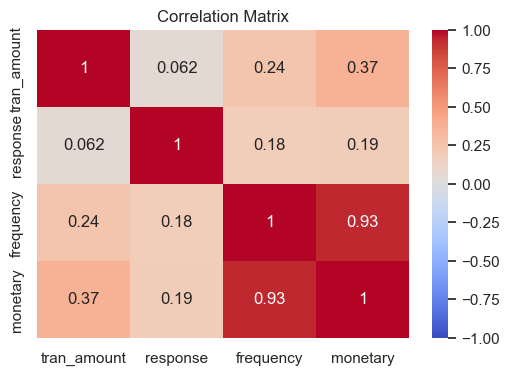 Correlation Matrix
tran_amount
1
0.062
0.24
0.37
response
0.062
1
0.18
0.19
frequency
0.24
0.18
1
0.93
monetary
0.37
0.19
0.93
1
tran_amount
response
frequency
monetary
1.00
0.75
0.50
0.25
0.00
−0.25
−0.50
−0.75
−1.00